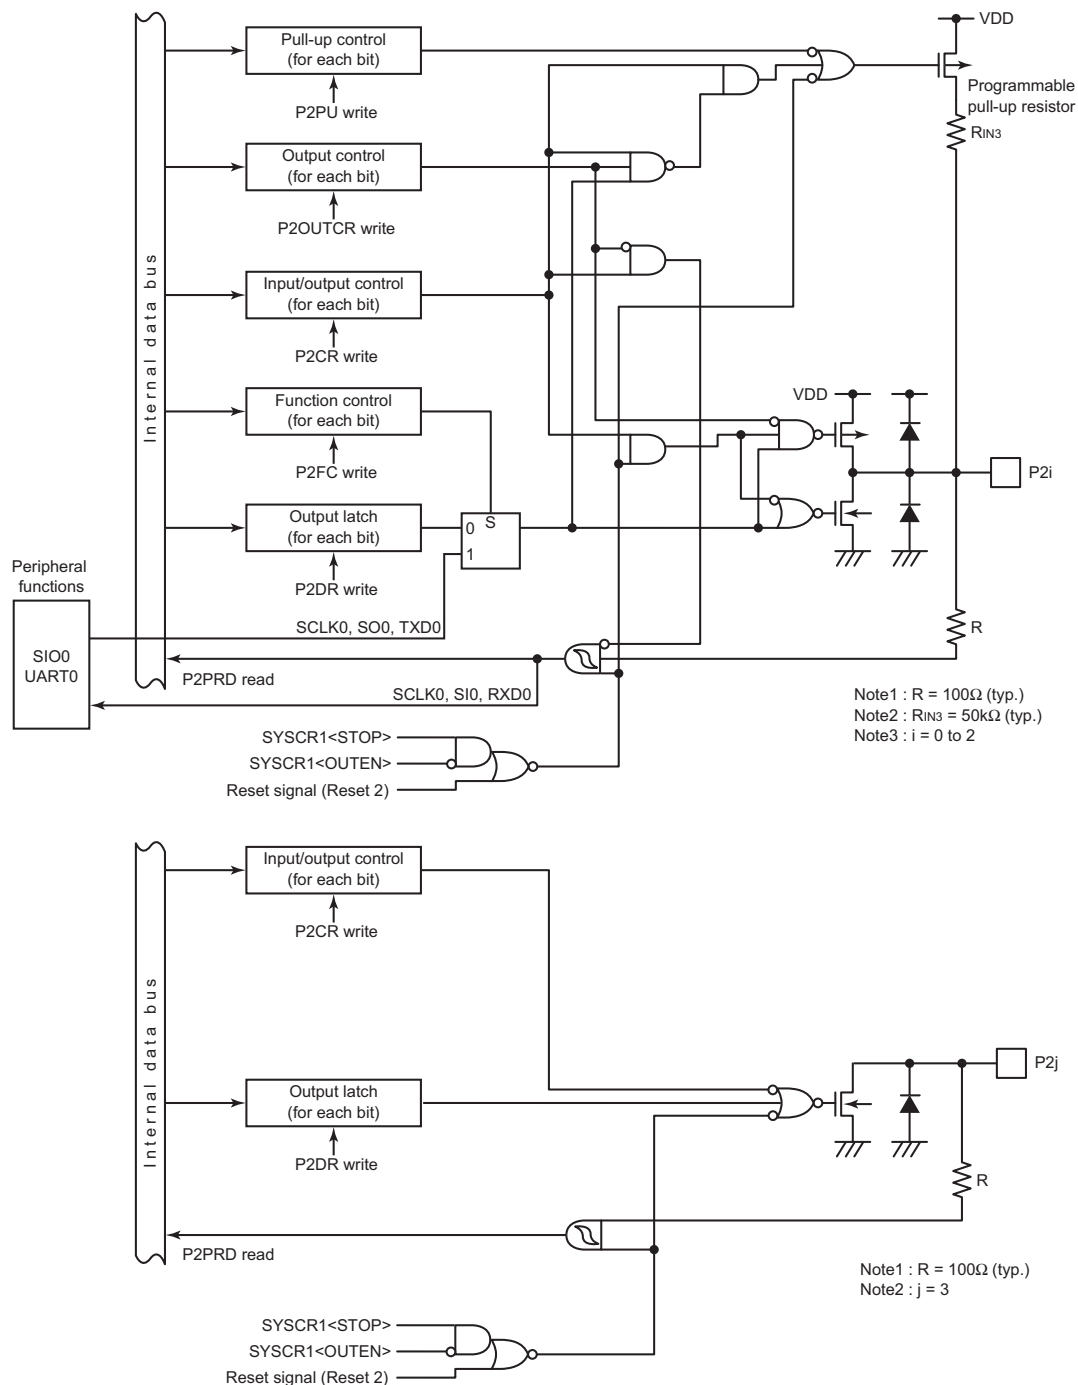 VDD
Pull-up control
(for each bit)
P2PU write
Programmable
pull-up resistor
RIN3
Output control
(for each bit)
P2OUTCR write
Internal data bus
Input/output control
(for each bit)
P2CR write
Function control
(for each bit)
P2FC write
VDD
P2i
Output latch
(for each bit)
P2DR write
0
S
1
Peripheral
functions
SIO0
UART0
SCLK0, SO0, TXD0
R
P2PRD read
SCLK0, SI0, RXD0
Note1 : R = 100Ω (typ.)
Note2 : RIN3 = 50kΩ (typ.)
Note3 : i = 0 to 2
SYSCR1<STOP>
SYSCR1<OUTEN>
Reset signal (Reset 2)
Input/output control
(for each bit)
P2CR write
Internal data bus
P2j
Output latch
(for each bit)
P2DR write
R
P2PRD read
Note1 : R = 100Ω (typ.)
Note2 : j = 3
SYSCR1<STOP>
SYSCR1<OUTEN>
Reset signal (Reset 2)